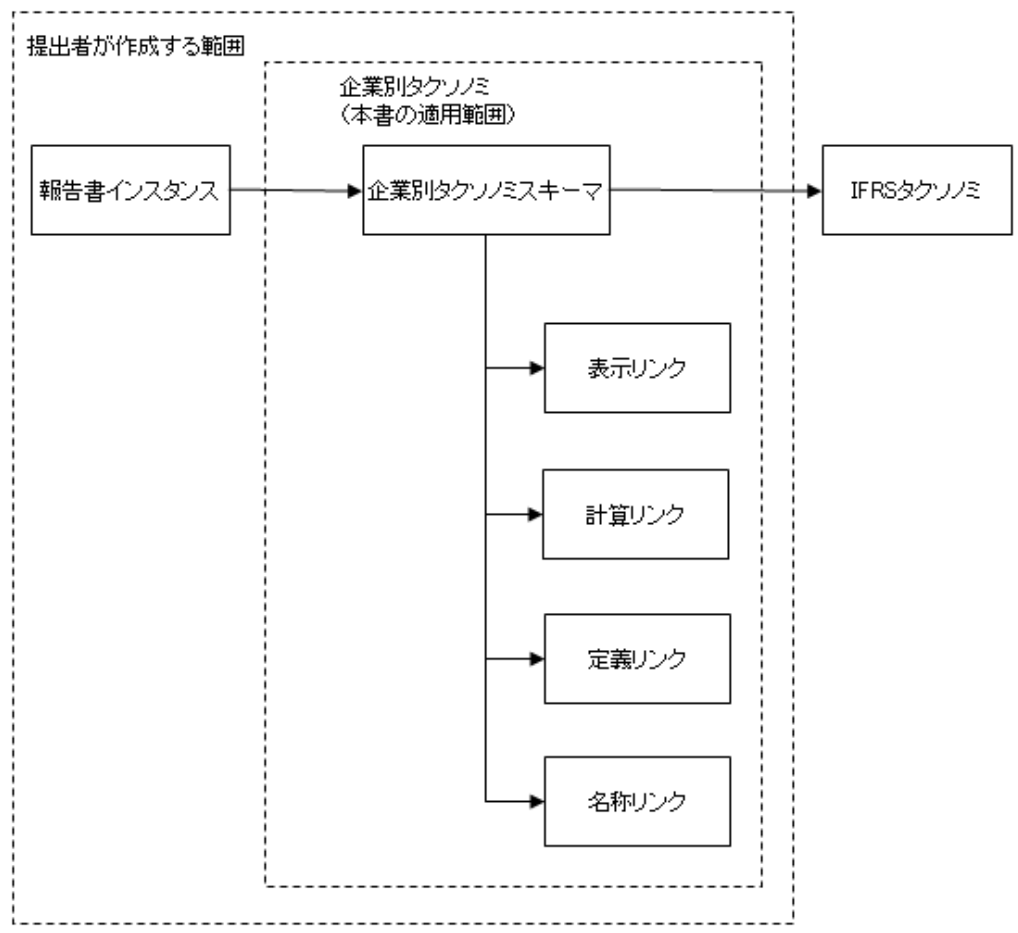 提出者が作成する範囲
企業別タクソノミ
（本書の適用範囲）
報告書インスタンス
企業別タクソノミスキーマ
IFRSタクソノミ
表示リンク
計算リンク
定義リンク
名称リンク